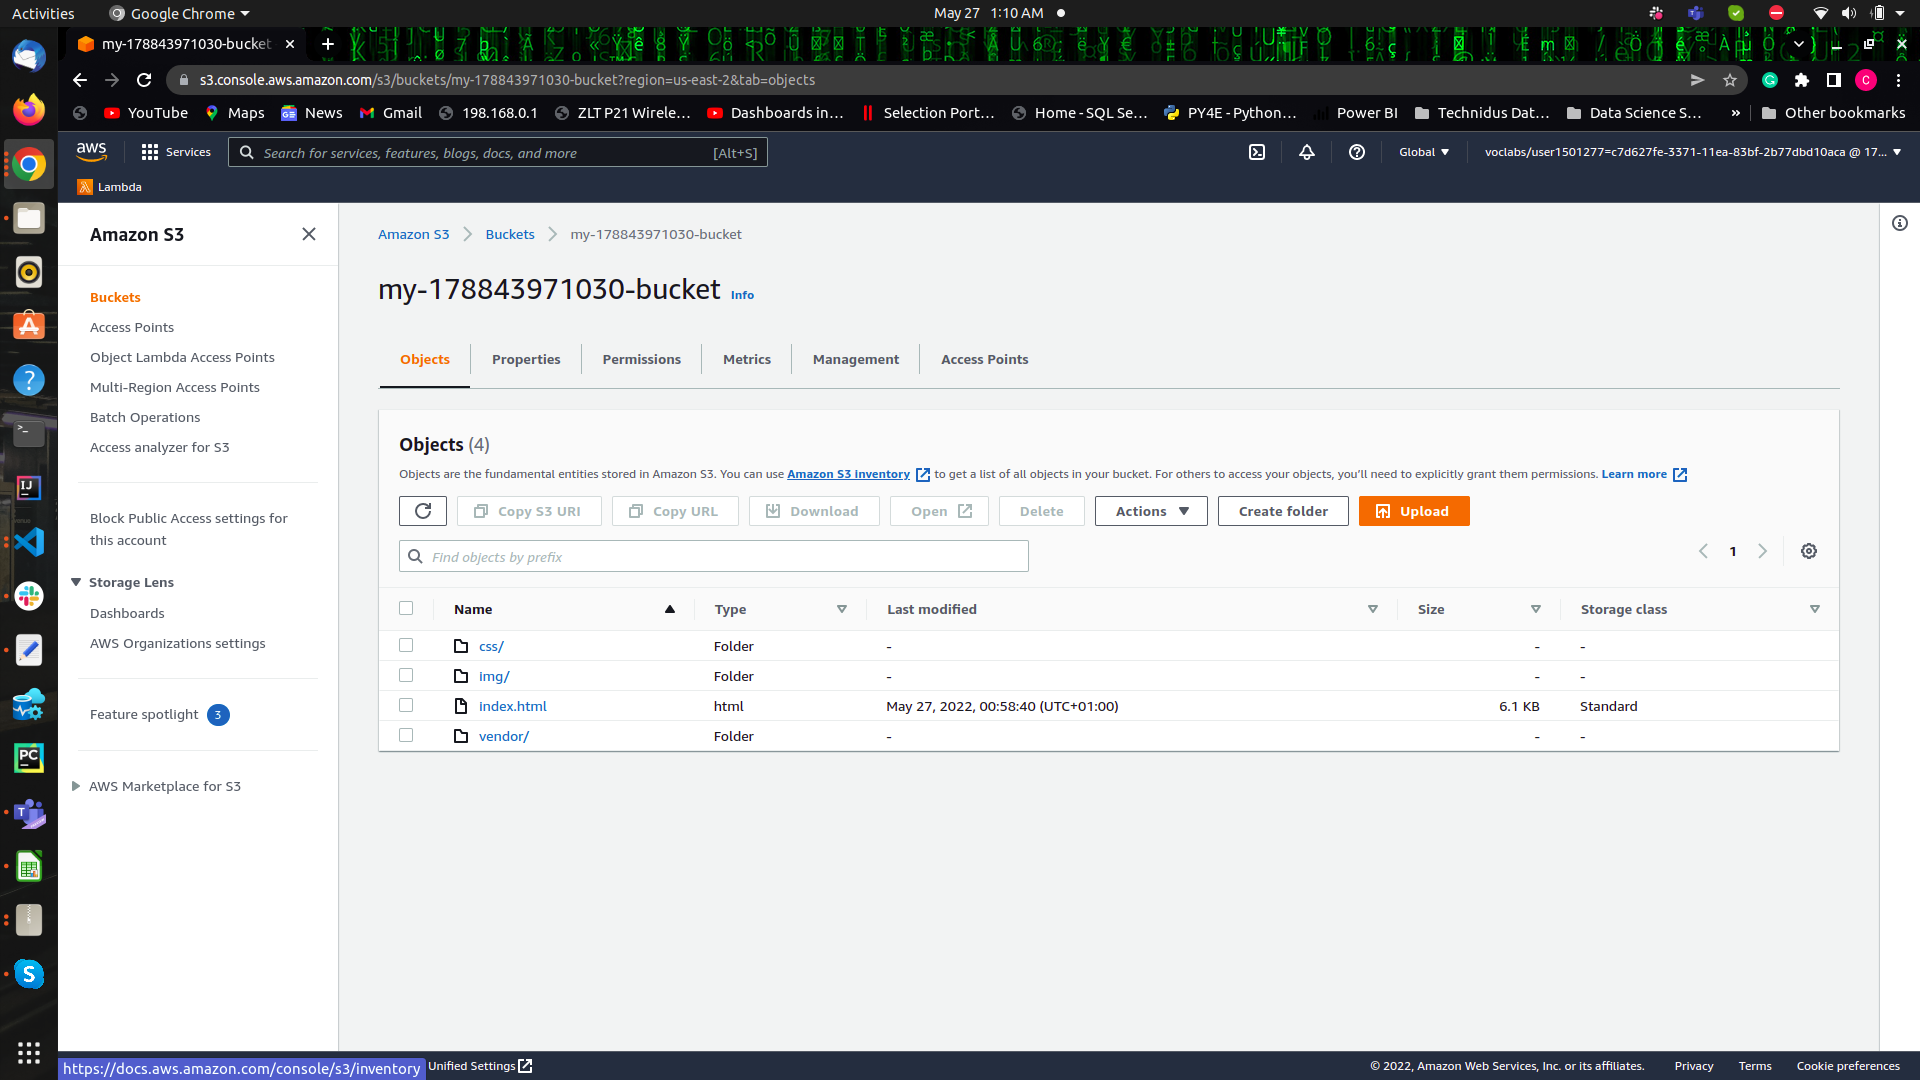 Activities Google Chrome May 27 1:10 AM
my-178843971030-bucket
s3.console.aws.amazon.com/s3/buckets/my-178843971030-bucket?region=us-east-2&tab=objects C
YouTube Maps News Gmail 198.168.0.1 ZLT P21 Wirele... Dashboards in... Selection Port... Home - SQL Se... PY4E - Python... Power BI Technidus Dat... Data Science S... » Other bookmarks
aws Services Search for services, features, blogs, docs, and more [Alt+S] Global voclabs/user1501277=c7d627fe-3371-11ea-83bf-2b77dbd10aca @ 17...
Lambda
Amazon S3
Buckets
Access Points
Object Lambda Access Points
Multi-Region Access Points
Batch Operations
Access analyzer for S3
Block Public Access settings for
this account
Storage Lens
Dashboards
AWS Organizations settings
Feature spotlight 3
AWS Marketplace for S3
Amazon S3 Buckets my-178843971030-bucket
my-178843971030-bucket Info
Objects Properties Permissions Metrics Management Access Points
Objects (4)
Objects are the fundamental entities stored in Amazon S3. You can use Amazon S3 inventory to get a list of all objects in your bucket. For others to access your objects, you'll need to explicitly grant them permissions. Learn more
Copy S3 URI Copy URL Download Open Delete Actions Create folder Upload
Find objects by prefix 1
Name Type Last modified Size Storage class
css/ Folder - - -
img/ Folder - - -
index.html html May 27, 2022, 00:58:40 (UTC+01:00) 6.1 KB Standard
vendor/ Folder - - -
https://docs.aws.amazon.com/console/s3/inventory Unified Settings © 2022, Amazon Web Services, Inc. or its affiliates. Privacy Terms Cookie preferences